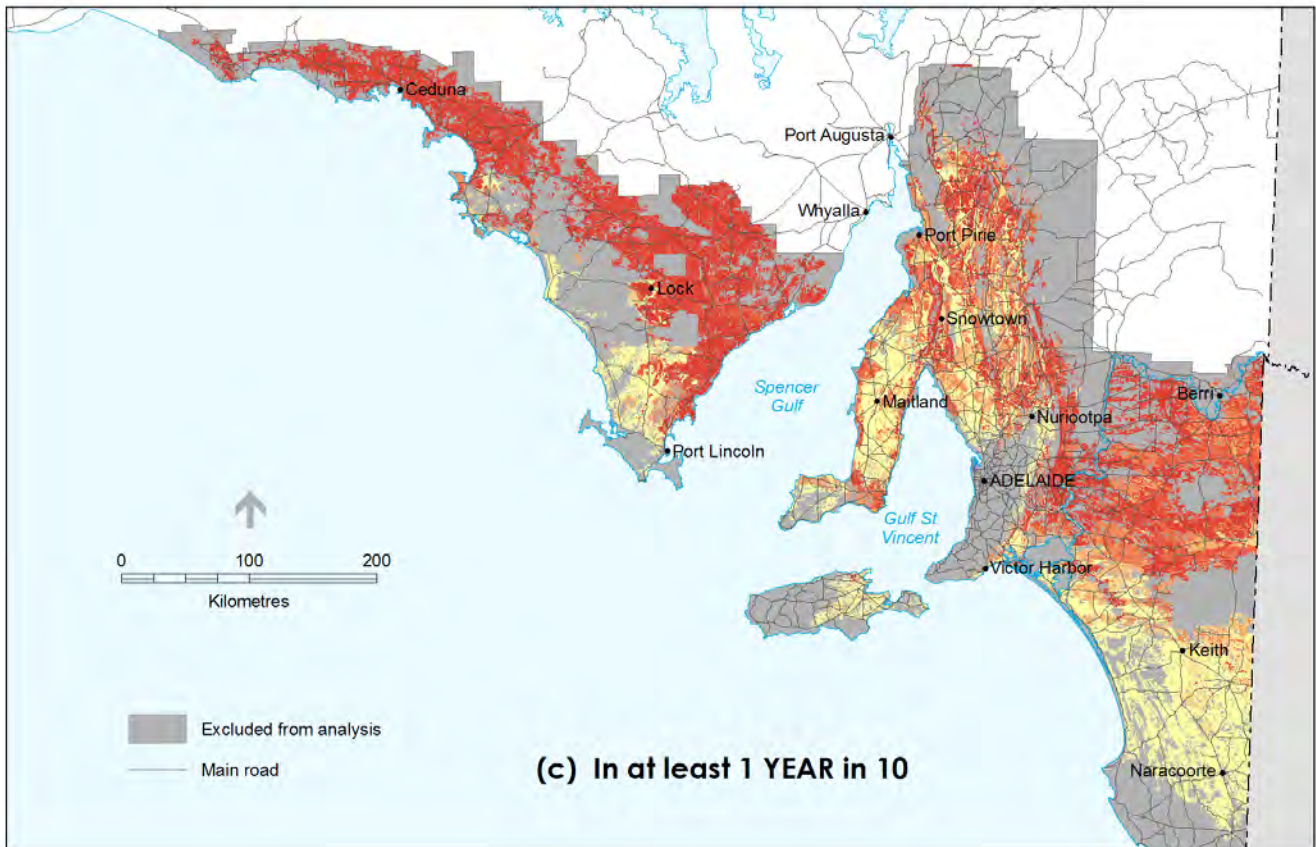 Ceduna
Port Augusta
Whyalla
Port Pirie
Lock
Snowtown
Spencer
Gulf
Maitland
Berri
Nuriootpa
Port Lincoln
ADELAIDE
Gulf St
Vincent
Victor Harbor
0 100 200
Kilometres
Keith
Excluded from analysis
Main road
(c) In at least 1 YEAR in 10
Naracoorte